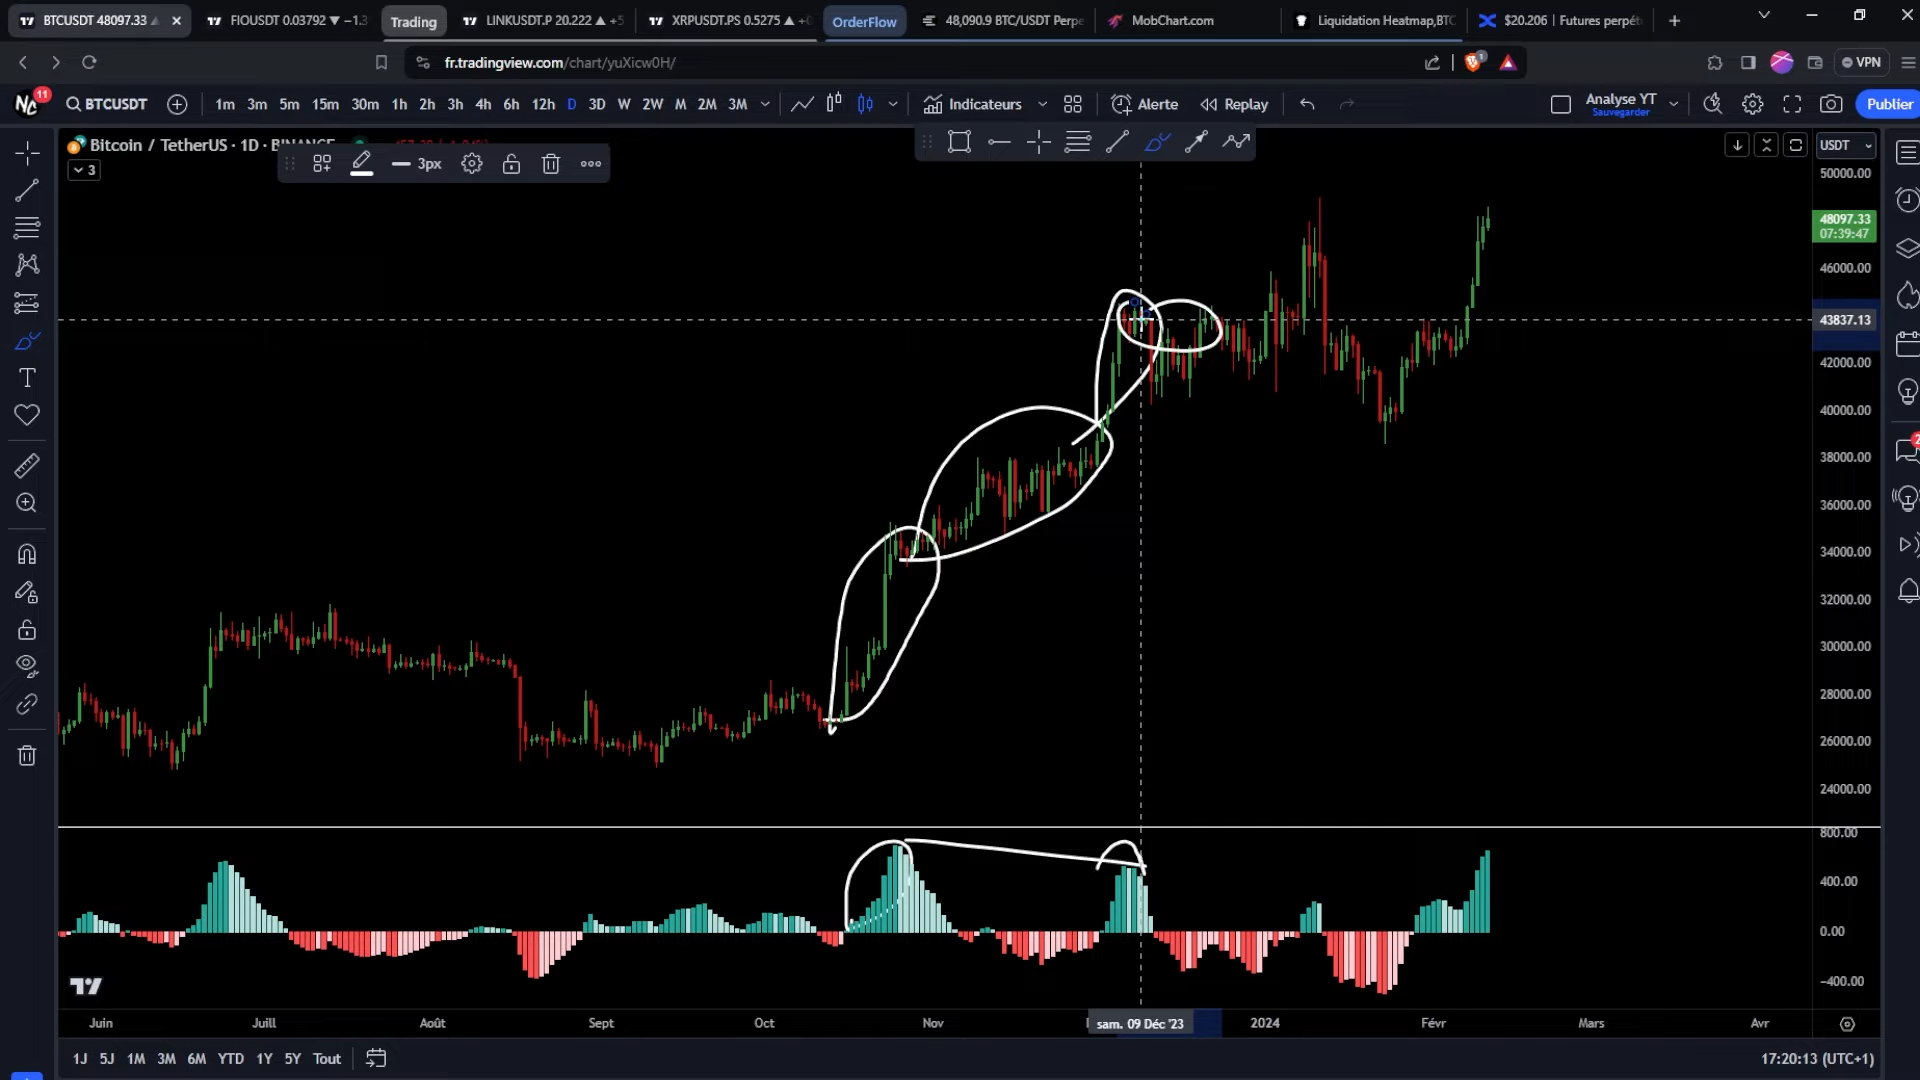 BTCUSDT 48097.33
FIOUSDT 0.03792 ▼ −1.3
Trading
LINKUSDT.P 20.222 ▲ +5
XRPUSDT.PS 0.5275 ▲ +0
OrderFlow
48,090.9 BTC/USDT Perpe
MobChart.com
Liquidation Heatmap,BTC
$20.206 | Futures perpét
fr.tradingview.com/chart/yuXicw0H/
1
VPN
11
BTCUSDT
1m 3m 5m 15m 30m 1h 2h 3h 4h 6h 12h D 3D W 2W M 2M 3M
Indicateurs
Alerte
Replay
Analyse YT
Sauvegarder
Publier
Bitcoin / TetherUS · 1D · BINANCE
3
3px
USDT
50000.00
48097.33
07:39:47
46000.00
43837.13
42000.00
40000.00
38000.00
36000.00
34000.00
32000.00
30000.00
28000.00
26000.00
24000.00
800.00
400.00
0.00
−400.00
2
Juin Juill Août Sept Oct Nov sam. 09 Déc '23 2024 Févr Mars Avr
1J 5J 1M 3M 6M YTD 1Y 5Y Tout
17:20:13 (UTC+1)